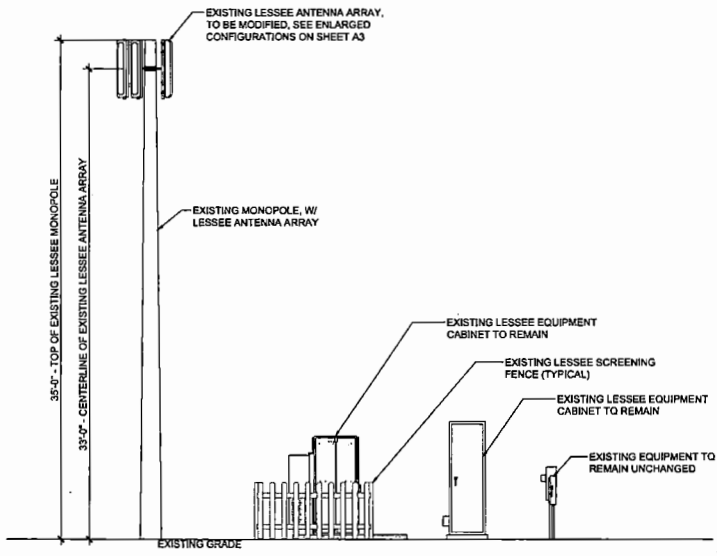 EXISTING LESSEE ANTENNA ARRAY,
TO BE MODIFIED, SEE ENLARGED
CONFIGURATIONS ON SHEET A3
35'-0" - TOP OF EXISTING LESSEE MONOPOLE
33'-0" - CENTERLINE OF EXISTING LESSEE ANTENNA ARRAY
EXISTING MONOPOLE, W/
LESSEE ANTENNA ARRAY
EXISTING LESSEE EQUIPMENT
CABINET TO REMAIN
EXISTING LESSEE SCREENING
FENCE (TYPICAL)
EXISTING LESSEE EQUIPMENT
CABINET TO REMAIN
EXISTING EQUIPMENT TO
REMAIN UNCHANGED
EXISTING GRADE